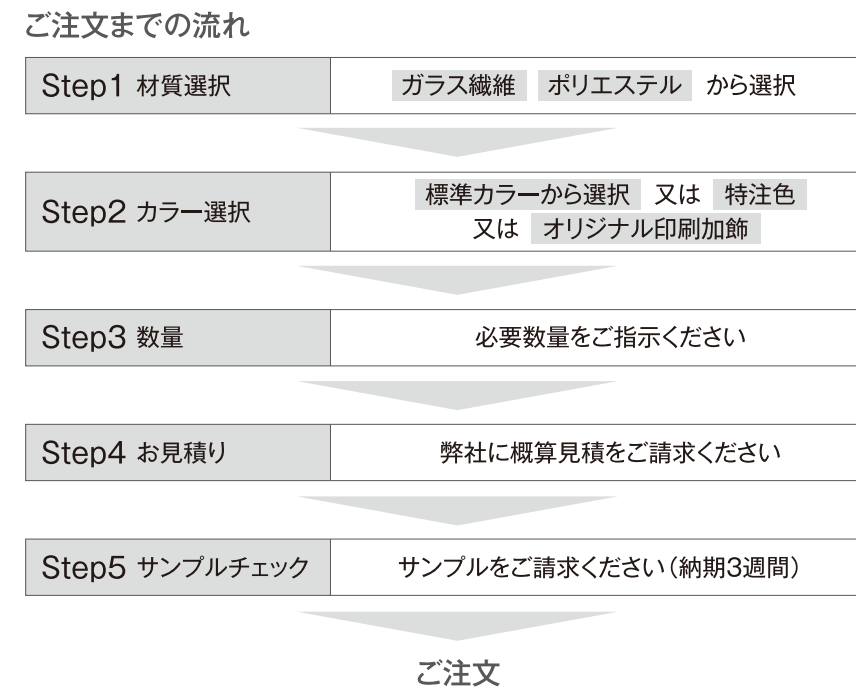 ご注文までの流れ
Step1 材質選択
ガラス繊維 ポリエステル から選択
Step2 カラー選択
標準カラーから選択 又は 特注色
又は オリジナル印刷加飾
Step3 数量
必要数量をご指示ください
Step4 お見積り
弊社に概算見積をご請求ください
Step5 サンプルチェック
サンプルをご請求ください（納期3週間）
ご注文